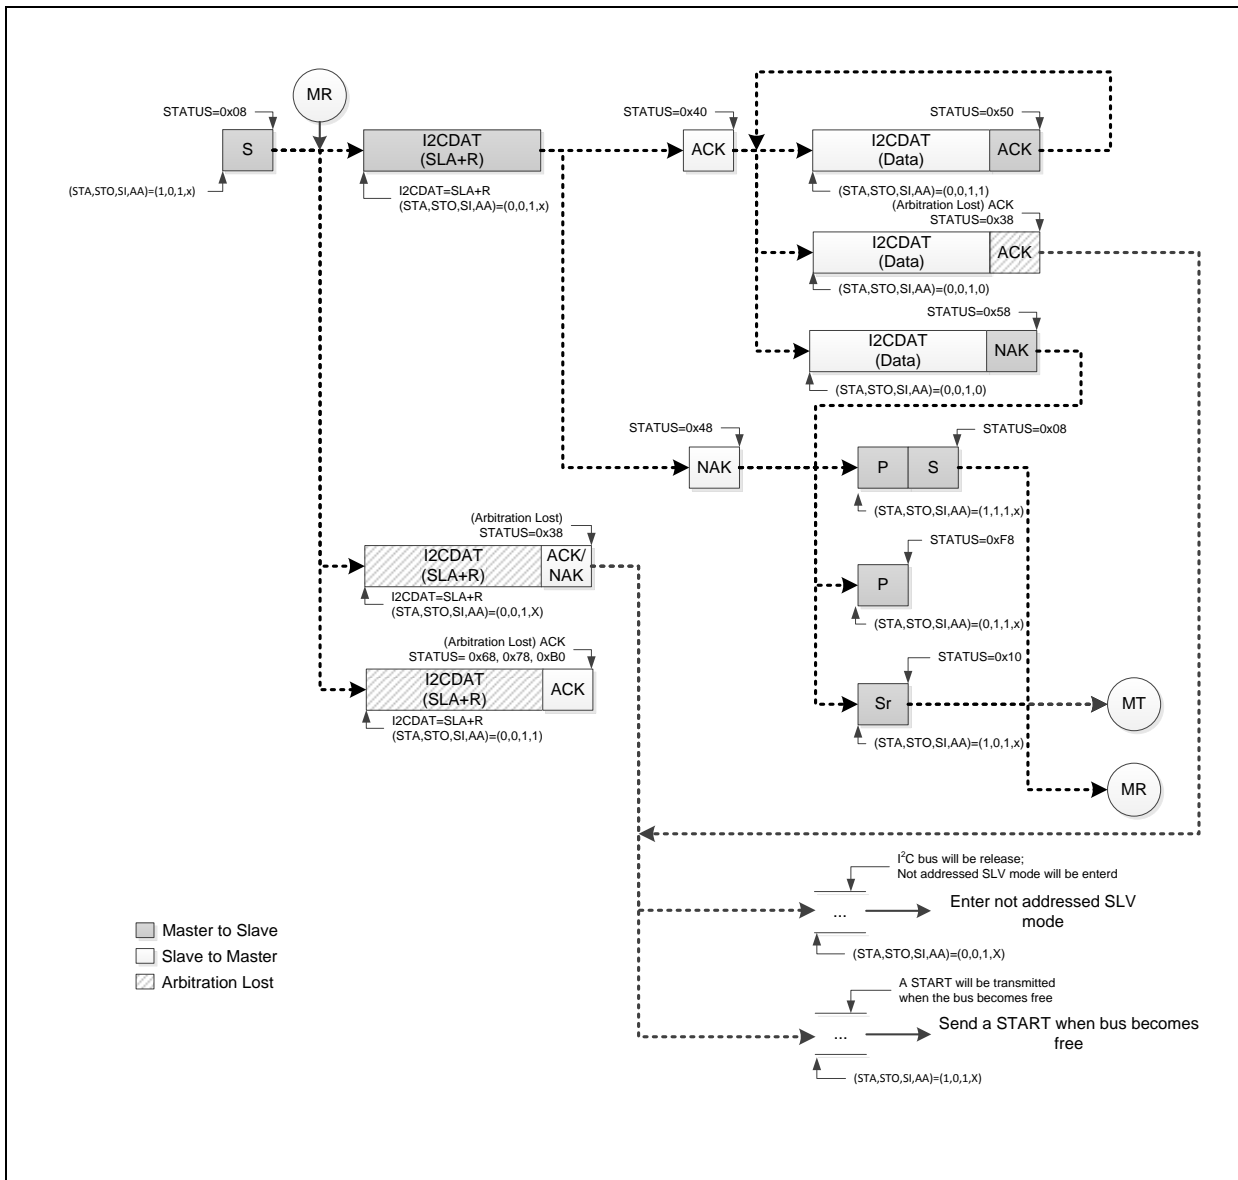 MR
STATUS=0x08
STATUS=0x40
STATUS=0x50
S
I2CDAT
(SLA+R)
ACK
I2CDAT
(Data)
ACK
(STA,STO,SI,AA)=(1,0,1,x)
I2CDAT=SLA+R
(STA,STO,SI,AA)=(0,0,1,x)
(STA,STO,SI,AA)=(0,0,1,1)
(Arbitration Lost) ACK
STATUS=0x38
I2CDAT
(Data)
ACK
(STA,STO,SI,AA)=(0,0,1,0)
STATUS=0x58
I2CDAT
(Data)
NAK
(STA,STO,SI,AA)=(0,0,1,0)
STATUS=0x48
STATUS=0x08
NAK
P
S
(STA,STO,SI,AA)=(1,1,1,x)
(Arbitration Lost)
STATUS=0x38
I2CDAT
(SLA+R)
ACK/
NAK
I2CDAT=SLA+R
(STA,STO,SI,AA)=(0,0,1,X)
STATUS=0xF8
P
(STA,STO,SI,AA)=(0,1,1,x)
(Arbitration Lost) ACK
STATUS= 0x68, 0x78, 0xB0
I2CDAT
(SLA+R)
ACK
I2CDAT=SLA+R
(STA,STO,SI,AA)=(0,0,1,1)
STATUS=0x10
Sr
(STA,STO,SI,AA)=(1,0,1,x)
MT
MR
I²C bus will be release;
Not addressed SLV mode will be enterd
...
Enter not addressed SLV
mode
(STA,STO,SI,AA)=(0,0,1,X)
Master to Slave
Slave to Master
Arbitration Lost
A START will be transmitted
when the bus becomes free
...
Send a START when bus becomes
free
(STA,STO,SI,AA)=(1,0,1,X)